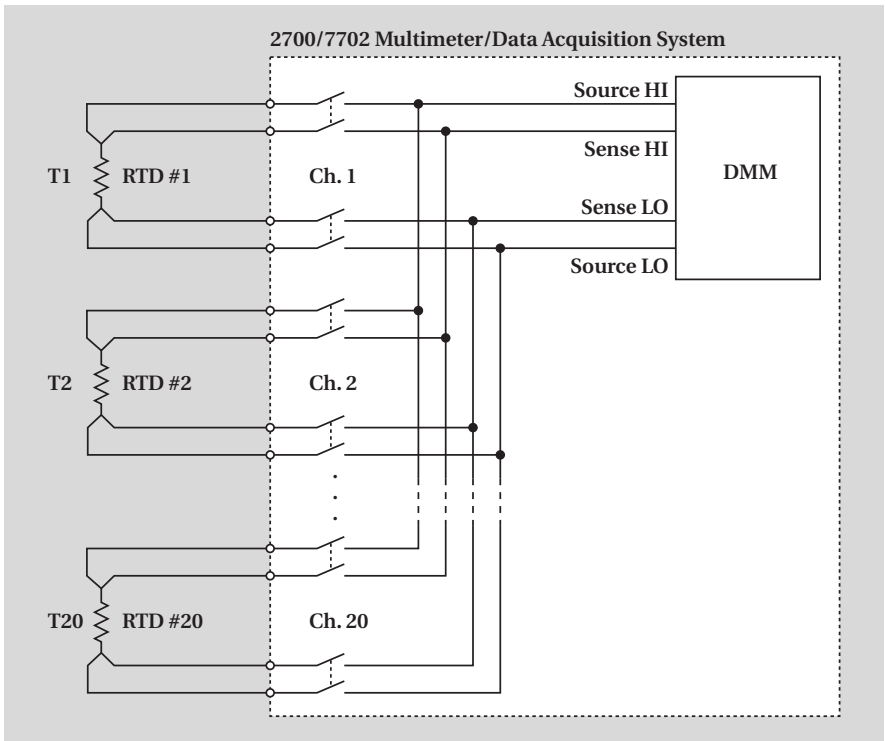 2700/7702 Multimeter/Data Acquisition System
Source HI
Sense HI
DMM
T1
RTD #1
Ch. 1
Sense LO
Source LO
T2
RTD #2
Ch. 2
T20
RTD #20
Ch. 20